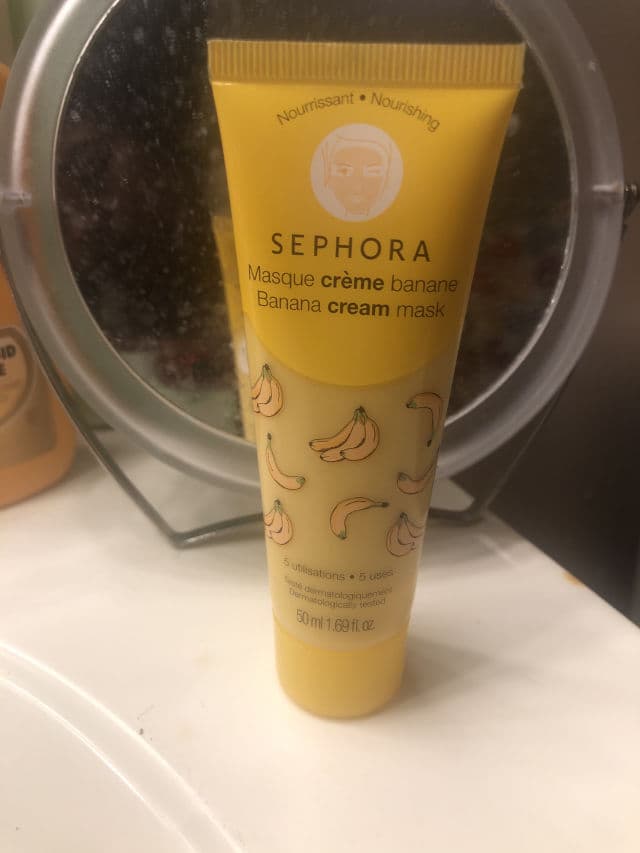 Nourrissant • Nourishing
SEPHORA
Masque crème banane
Banana cream mask
5 utilisations • 5 uses
Testé dermatologiquement
Dermatologically tested
50 ml 1.69 fl. oz.
ID
E